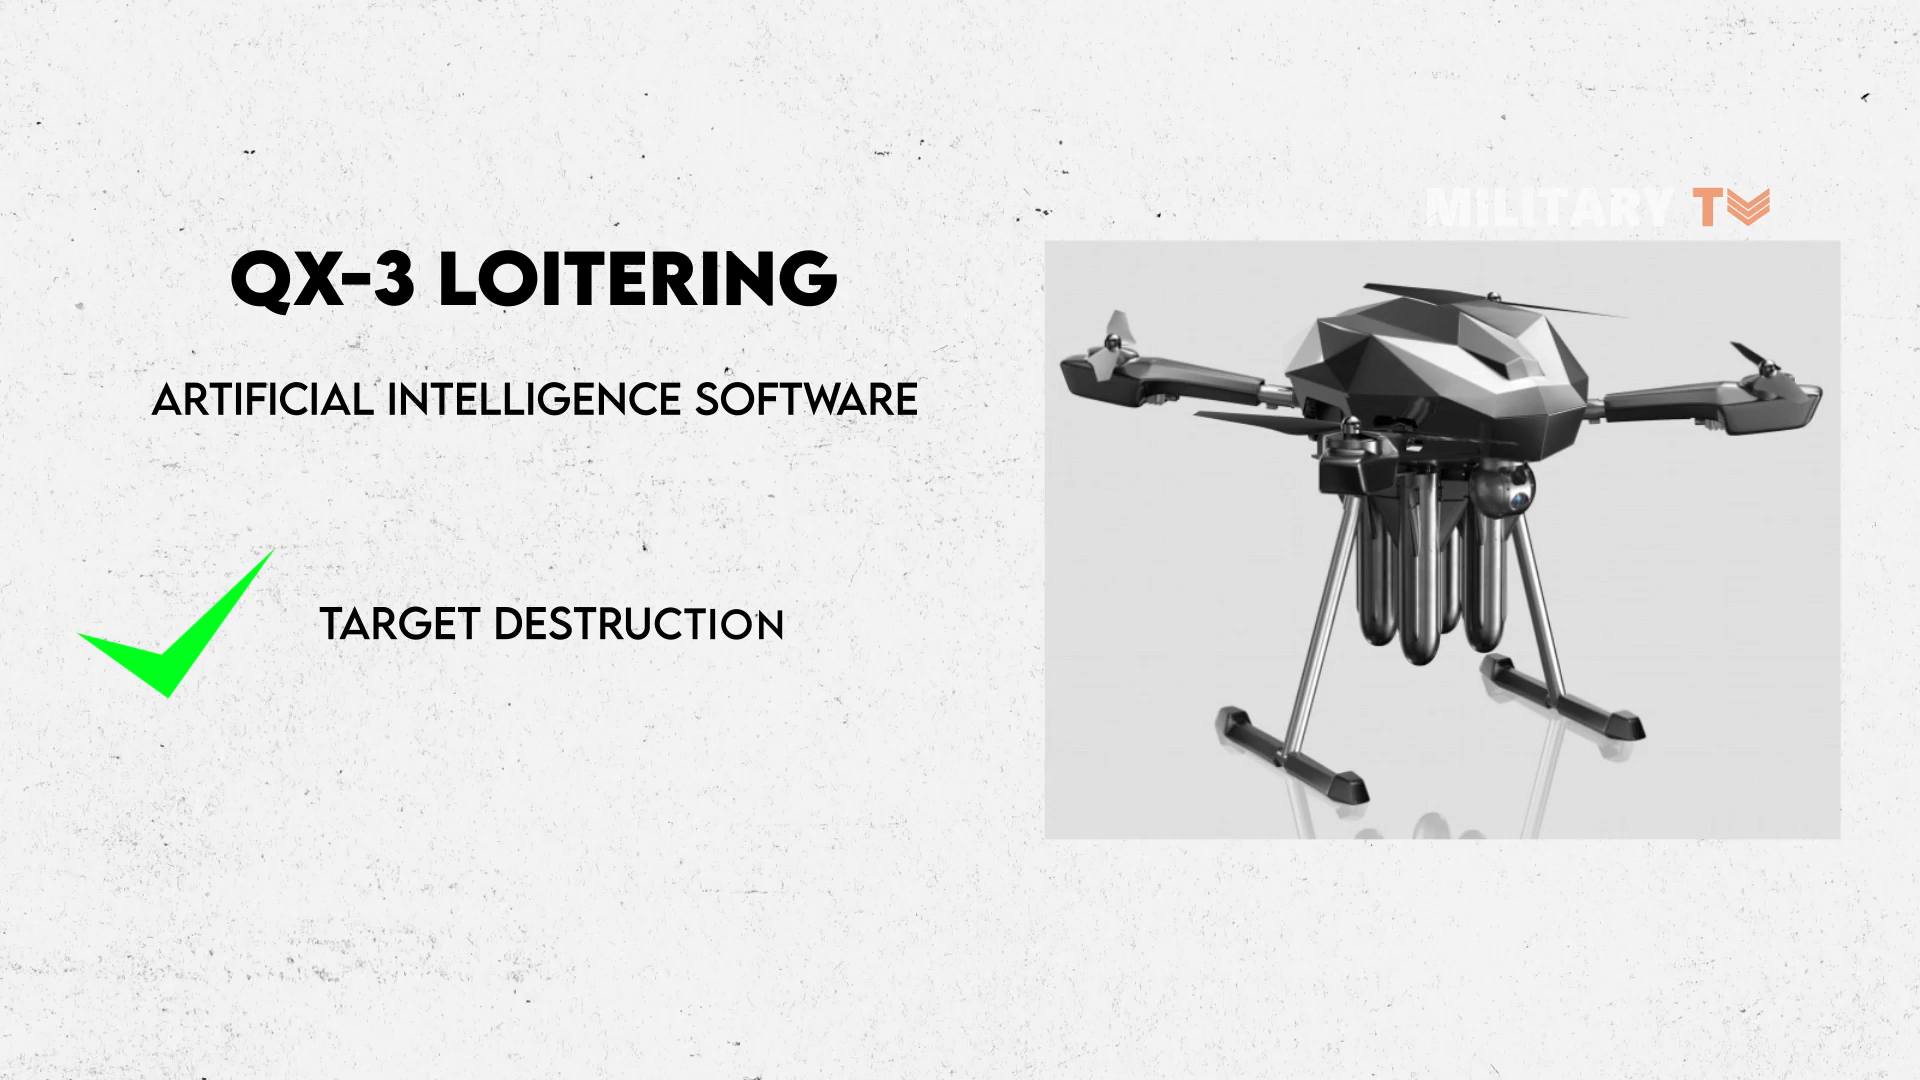 MILITARY TV
QX-3 LOITERING
ARTIFICIAL INTELLIGENCE SOFTWARE
TARGET DESTRUCTION